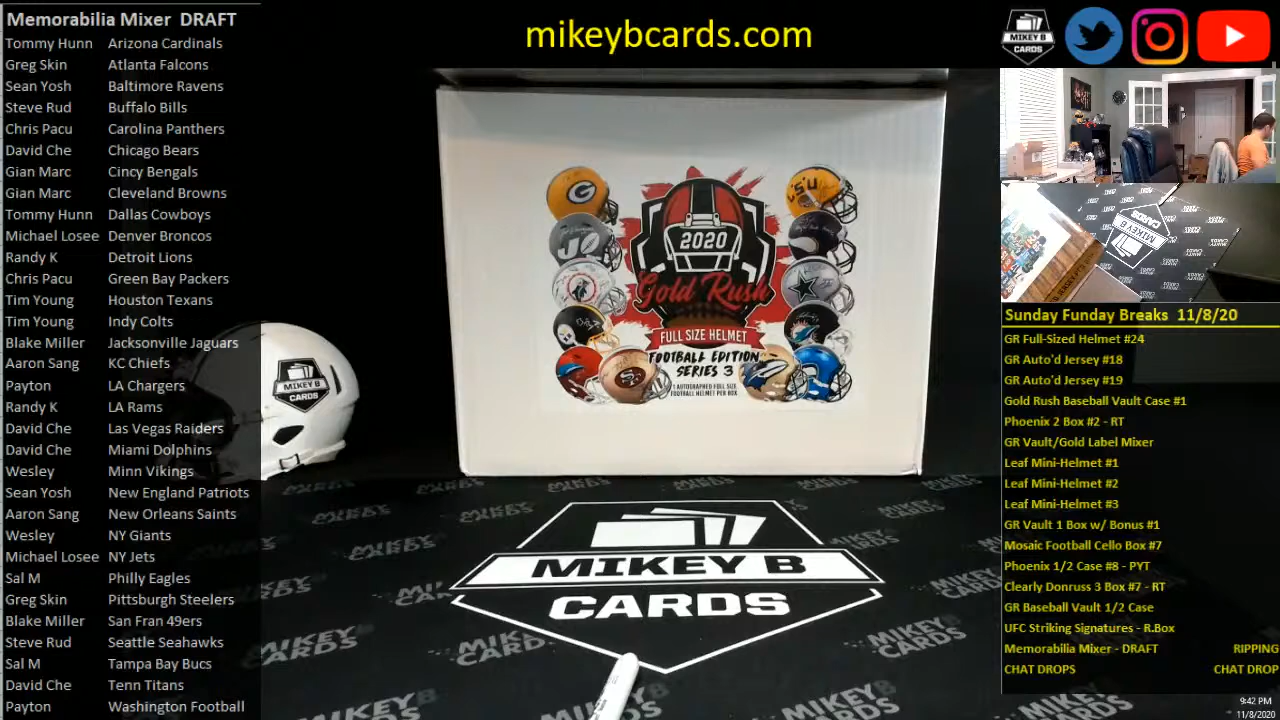 Memorabilia Mixer DRAFT
Tommy Hunn Arizona Cardinals
Greg Skin Atlanta Falcons
Sean Yosh Baltimore Ravens
Steve Rud Buffalo Bills
Chris Pacu Carolina Panthers
David Che Chicago Bears
Gian Marc Cincy Bengals
Gian Marc Cleveland Browns
Tommy Hunn Dallas Cowboys
Michael Losee Denver Broncos
Randy K Detroit Lions
Chris Pacu Green Bay Packers
Tim Young Houston Texans
Tim Young Indy Colts
Blake Miller Jacksonville Jaguars
Aaron Sang KC Chiefs
Payton LA Chargers
Randy K LA Rams
David Che Las Vegas Raiders
David Che Miami Dolphins
Wesley Minn Vikings
Sean Yosh New England Patriots
Aaron Sang New Orleans Saints
Wesley NY Giants
Michael Losee NY Jets
Sal M Philly Eagles
Greg Skin Pittsburgh Steelers
Blake Miller San Fran 49ers
Steve Rud Seattle Seahawks
Sal M Tampa Bay Bucs
David Che Tenn Titans
Payton Washington Football
mikeybcards.com
2020
Gold Rush
FULL SIZE HELMET
FOOTBALL EDITION
SERIES 3
1 AUTOGRAPHED FULL SIZE
FOOTBALL HELMET PER BOX
MIKEY B
CARDS
MIKEY B
CARDS
MIKEY B
CARDS
Sunday Funday Breaks 11/8/20
GR Full-Sized Helmet #24
GR Auto'd Jersey #18
GR Auto'd Jersey #19
Gold Rush Baseball Vault Case #1
Phoenix 2 Box #2 - RT
GR Vault/Gold Label Mixer
Leaf Mini-Helmet #1
Leaf Mini-Helmet #2
Leaf Mini-Helmet #3
GR Vault 1 Box w/ Bonus #1
Mosaic Football Cello Box #7
Phoenix 1/2 Case #8 - PYT
Clearly Donruss 3 Box #7 - RT
GR Baseball Vault 1/2 Case
UFC Striking Signatures - R.Box
Memorabilia Mixer - DRAFT RIPPING
CHAT DROPS CHAT DROP
9:42 PM
11/8/2020